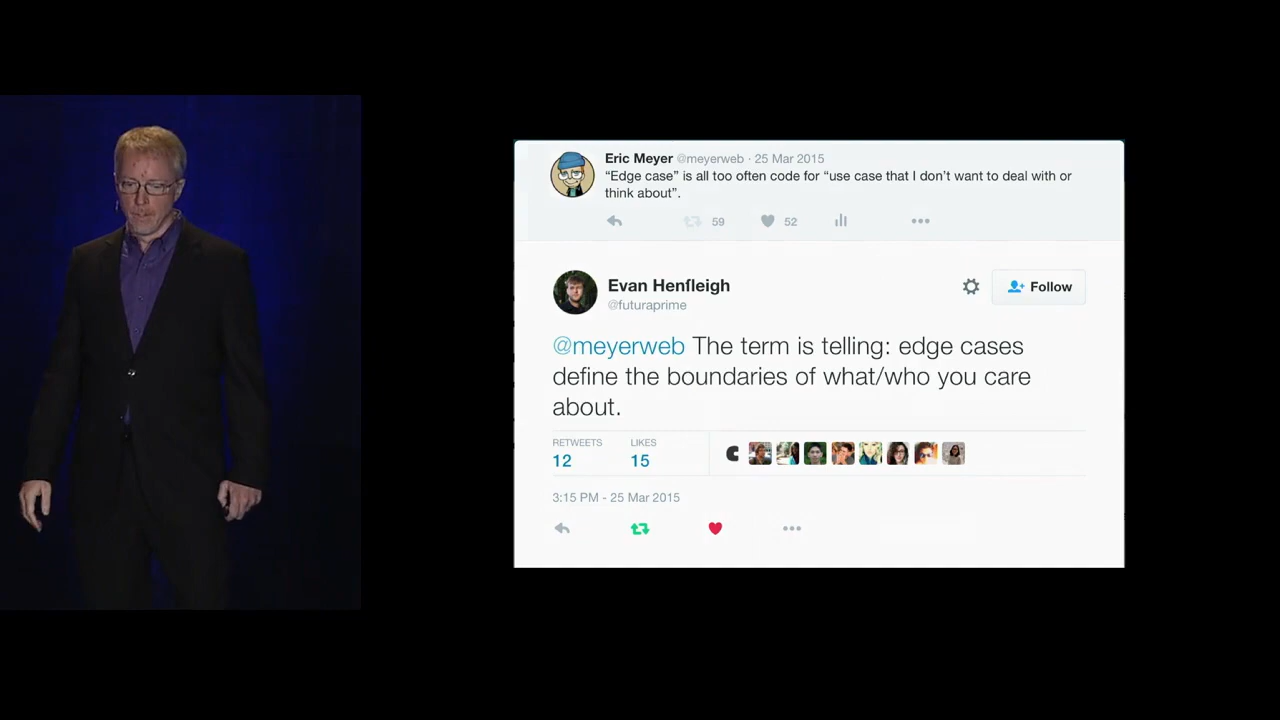 Eric Meyer @meyerweb · 25 Mar 2015
“Edge case” is all too often code for “use case that I don’t want to deal with or
think about”.
59 52
Evan Henfleigh
@futuraprime
Follow
@meyerweb The term is telling: edge cases
define the boundaries of what/who you care
about.
RETWEETS LIKES
12 15
3:15 PM - 25 Mar 2015